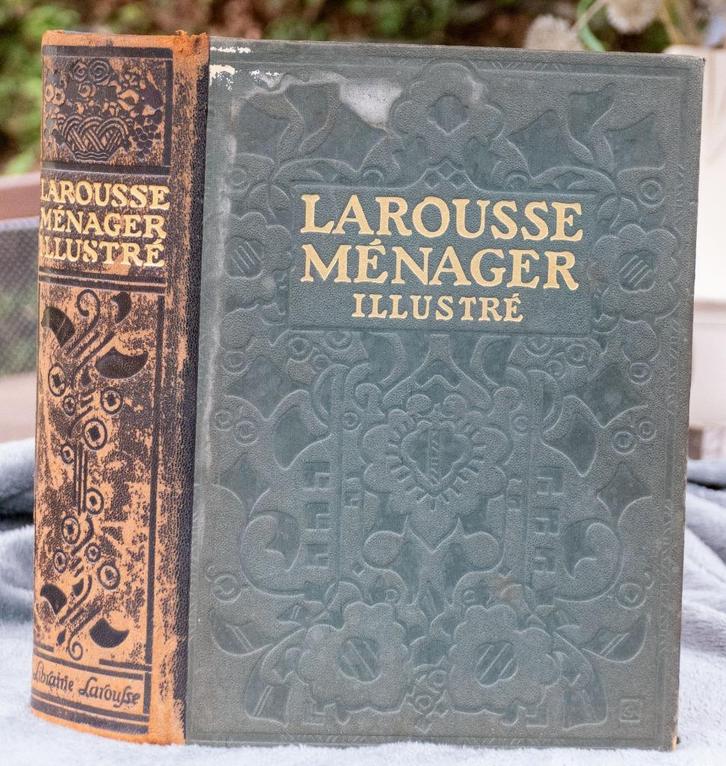 LAROUSSE
MÉNAGER
ILLUSTRÉ
Librairie Larousse
LAROUSSE
MÉNAGER
ILLUSTRÉ